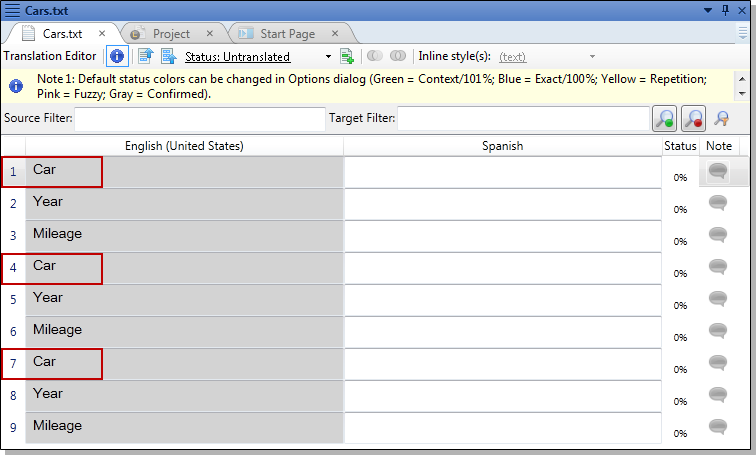 Cars.txt
Cars.txt Project Start Page
Translation Editor Status: Untranslated Inline style(s): (text)
Note 1: Default status colors can be changed in Options dialog (Green = Context/101%; Blue = Exact/100%; Yellow = Repetition;
Pink = Fuzzy; Gray = Confirmed).
Source Filter: Target Filter:
English (United States) Spanish Status Note
1 Car 0%
2 Year 0%
3 Mileage 0%
4 Car 0%
5 Year 0%
6 Mileage 0%
7 Car 0%
8 Year 0%
9 Mileage 0%